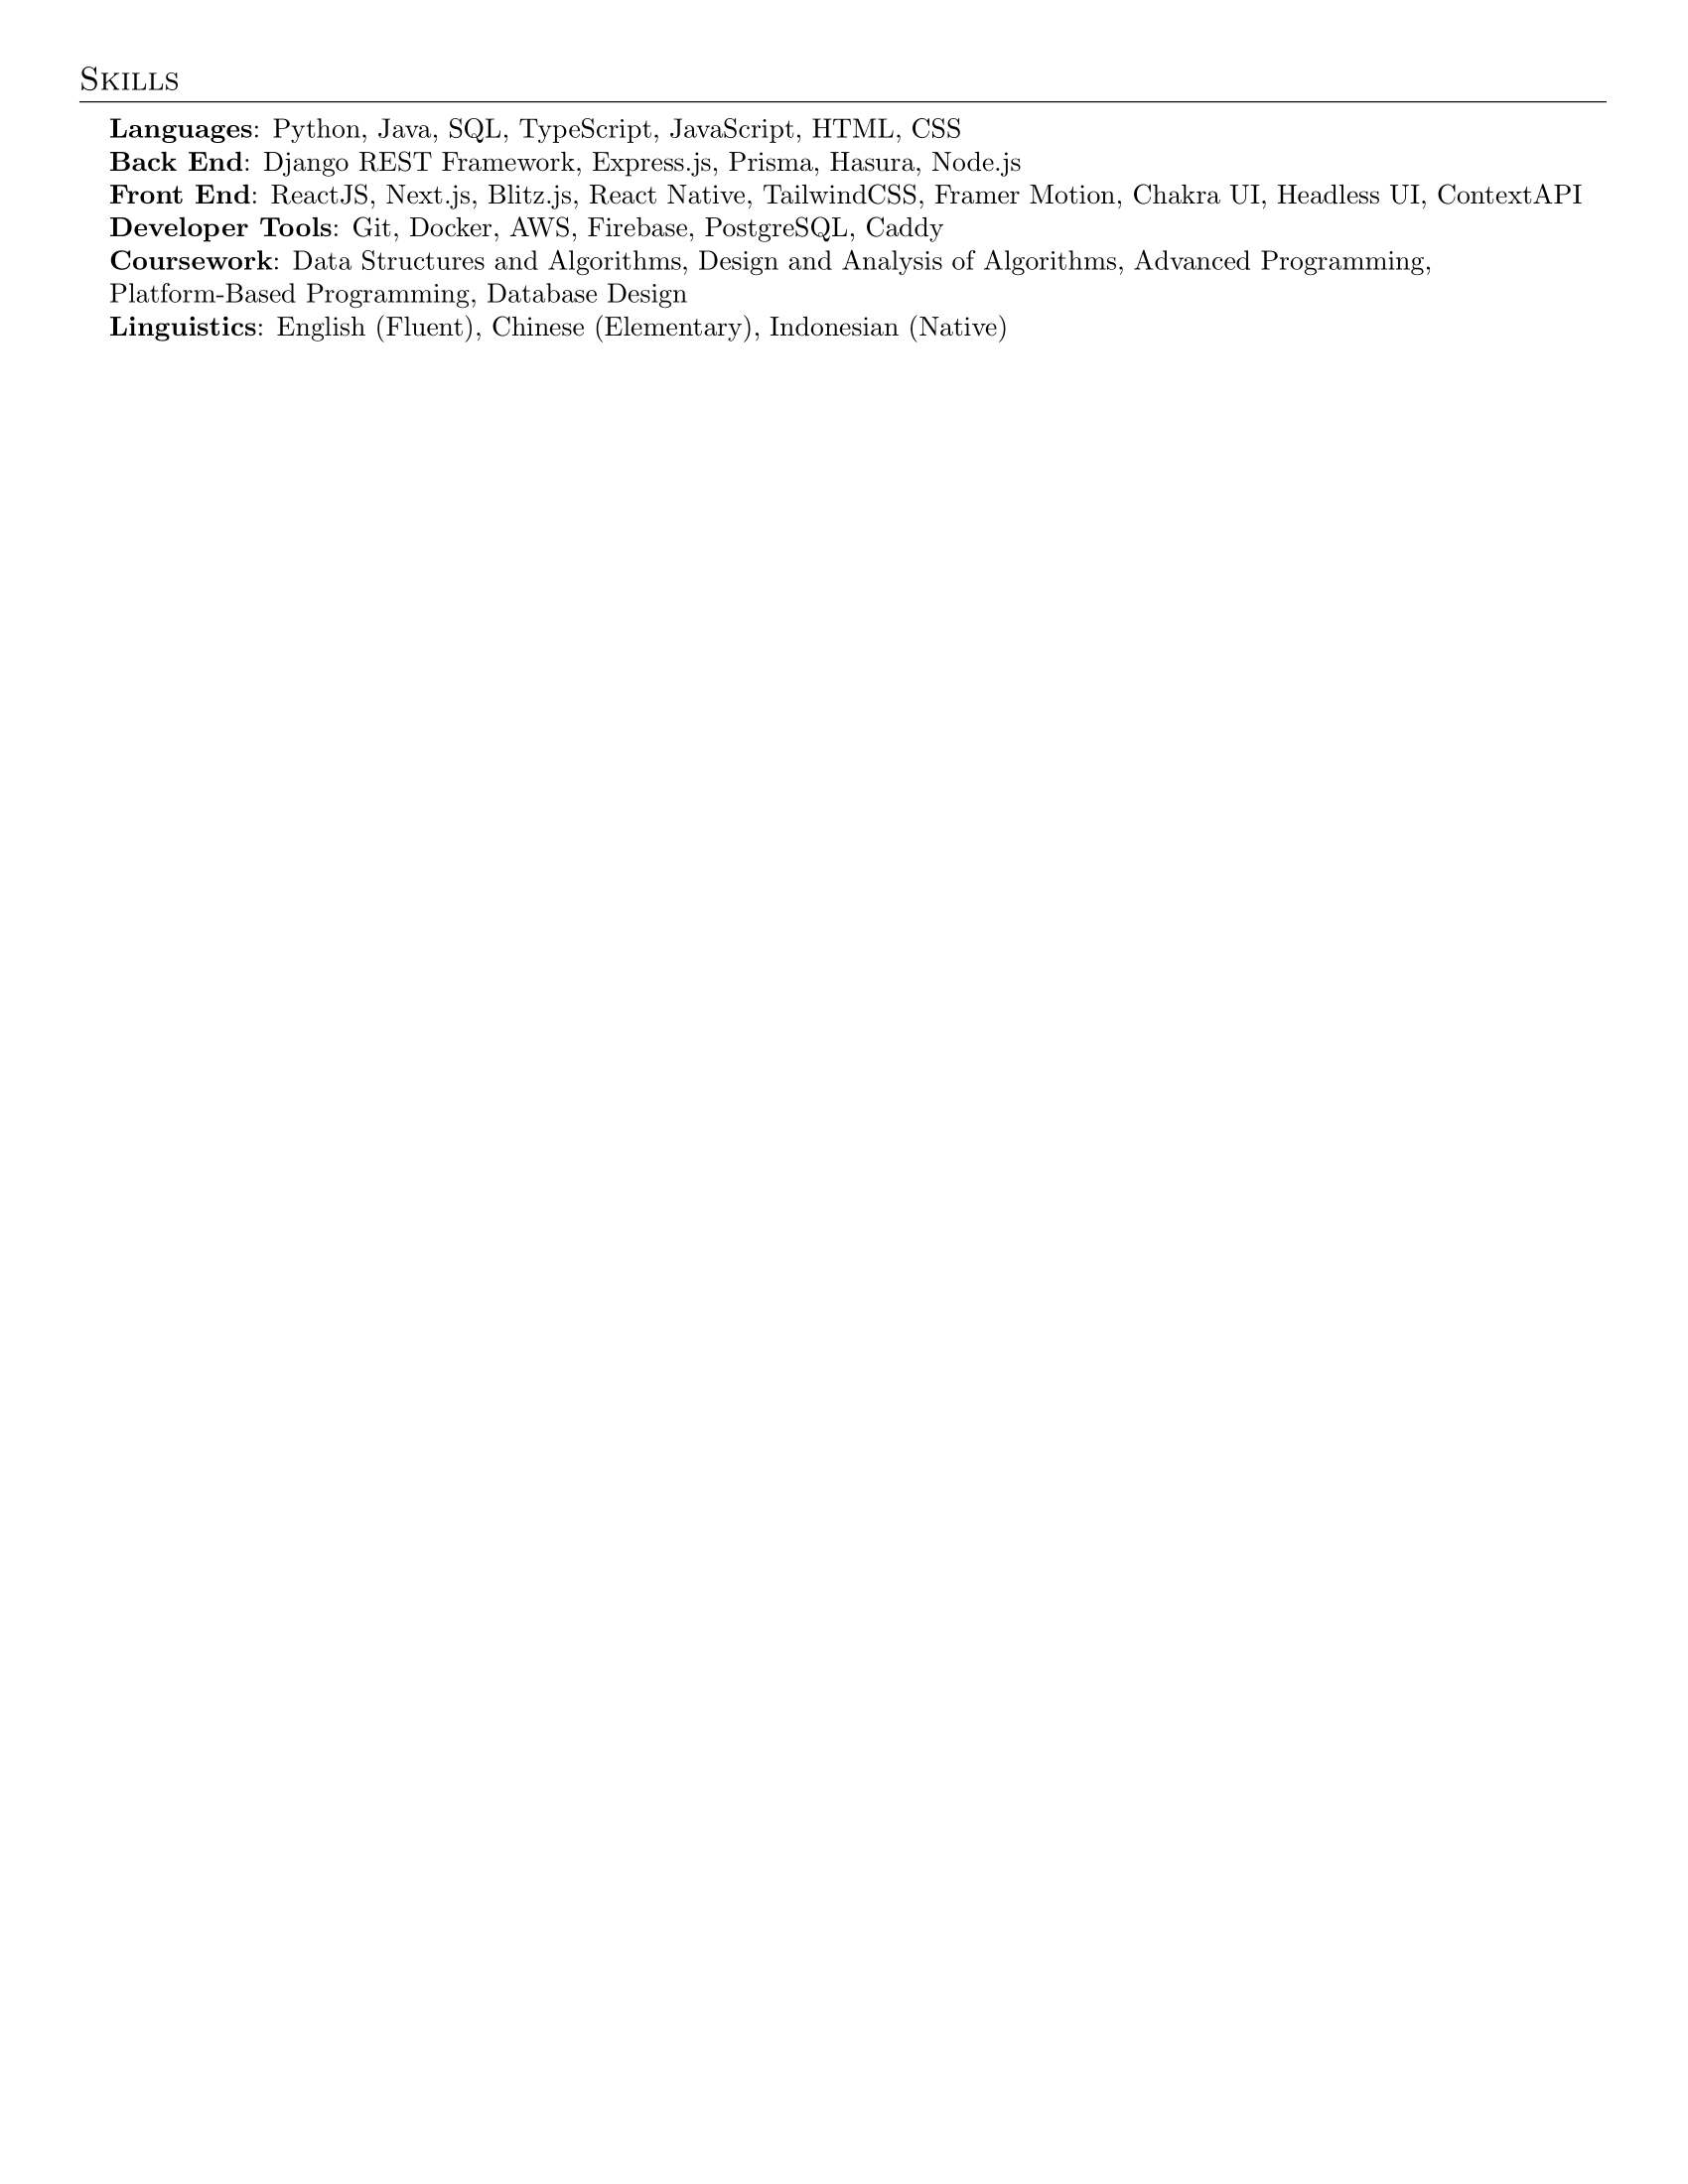 Skills
Languages: Python, Java, SQL, TypeScript, JavaScript, HTML, CSS
Back End: Django REST Framework, Express.js, Prisma, Hasura, Node.js
Front End: ReactJS, Next.js, Blitz.js, React Native, TailwindCSS, Framer Motion, Chakra UI, Headless UI, ContextAPI
Developer Tools: Git, Docker, AWS, Firebase, PostgreSQL, Caddy
Coursework: Data Structures and Algorithms, Design and Analysis of Algorithms, Advanced Programming,
Platform-Based Programming, Database Design
Linguistics: English (Fluent), Chinese (Elementary), Indonesian (Native)